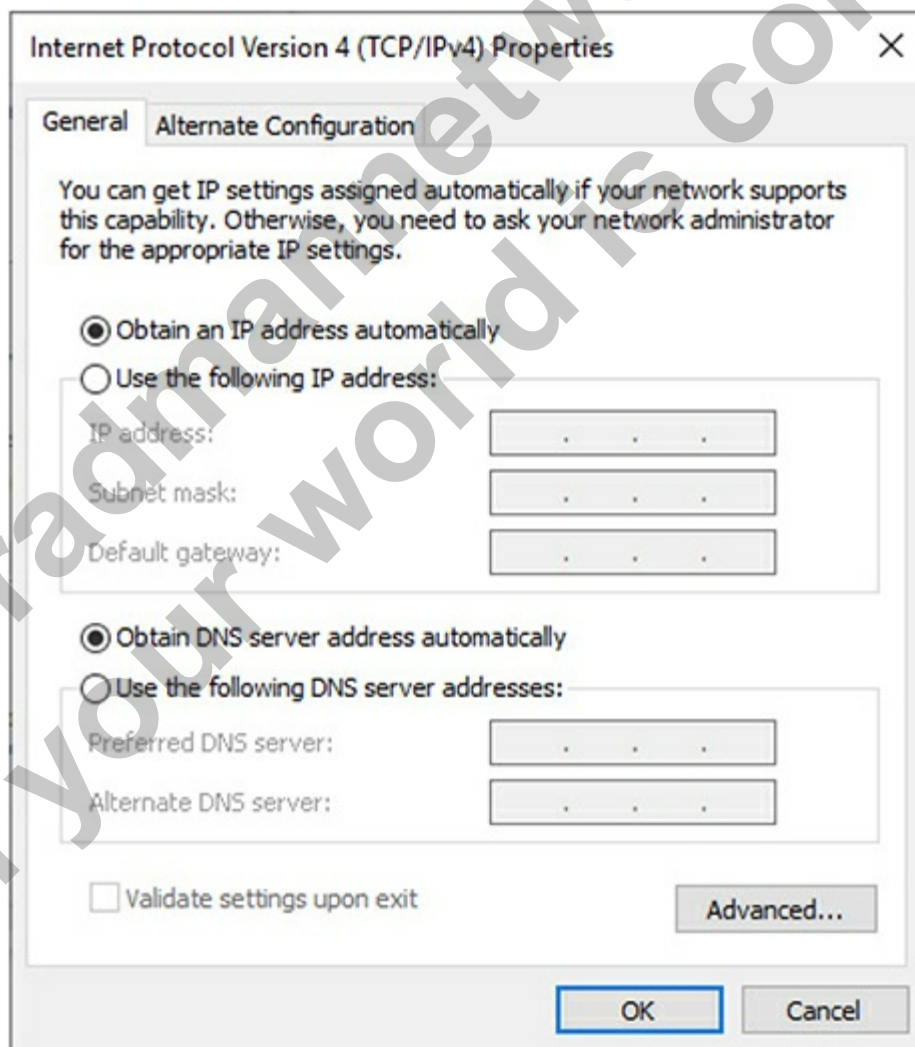 Internet Protocol Version 4 (TCP/IPv4) Properties
General
Alternate Configuration
You can get IP settings assigned automatically if your network supports
this capability. Otherwise, you need to ask your network administrator
for the appropriate IP settings.
Obtain an IP address automatically
Use the following IP address:
IP address:
Subnet mask:
Default gateway:
Obtain DNS server address automatically
Use the following DNS server addresses:
Preferred DNS server:
Alternate DNS server:
Validate settings upon exit
Advanced...
OK
Cancel
your world is